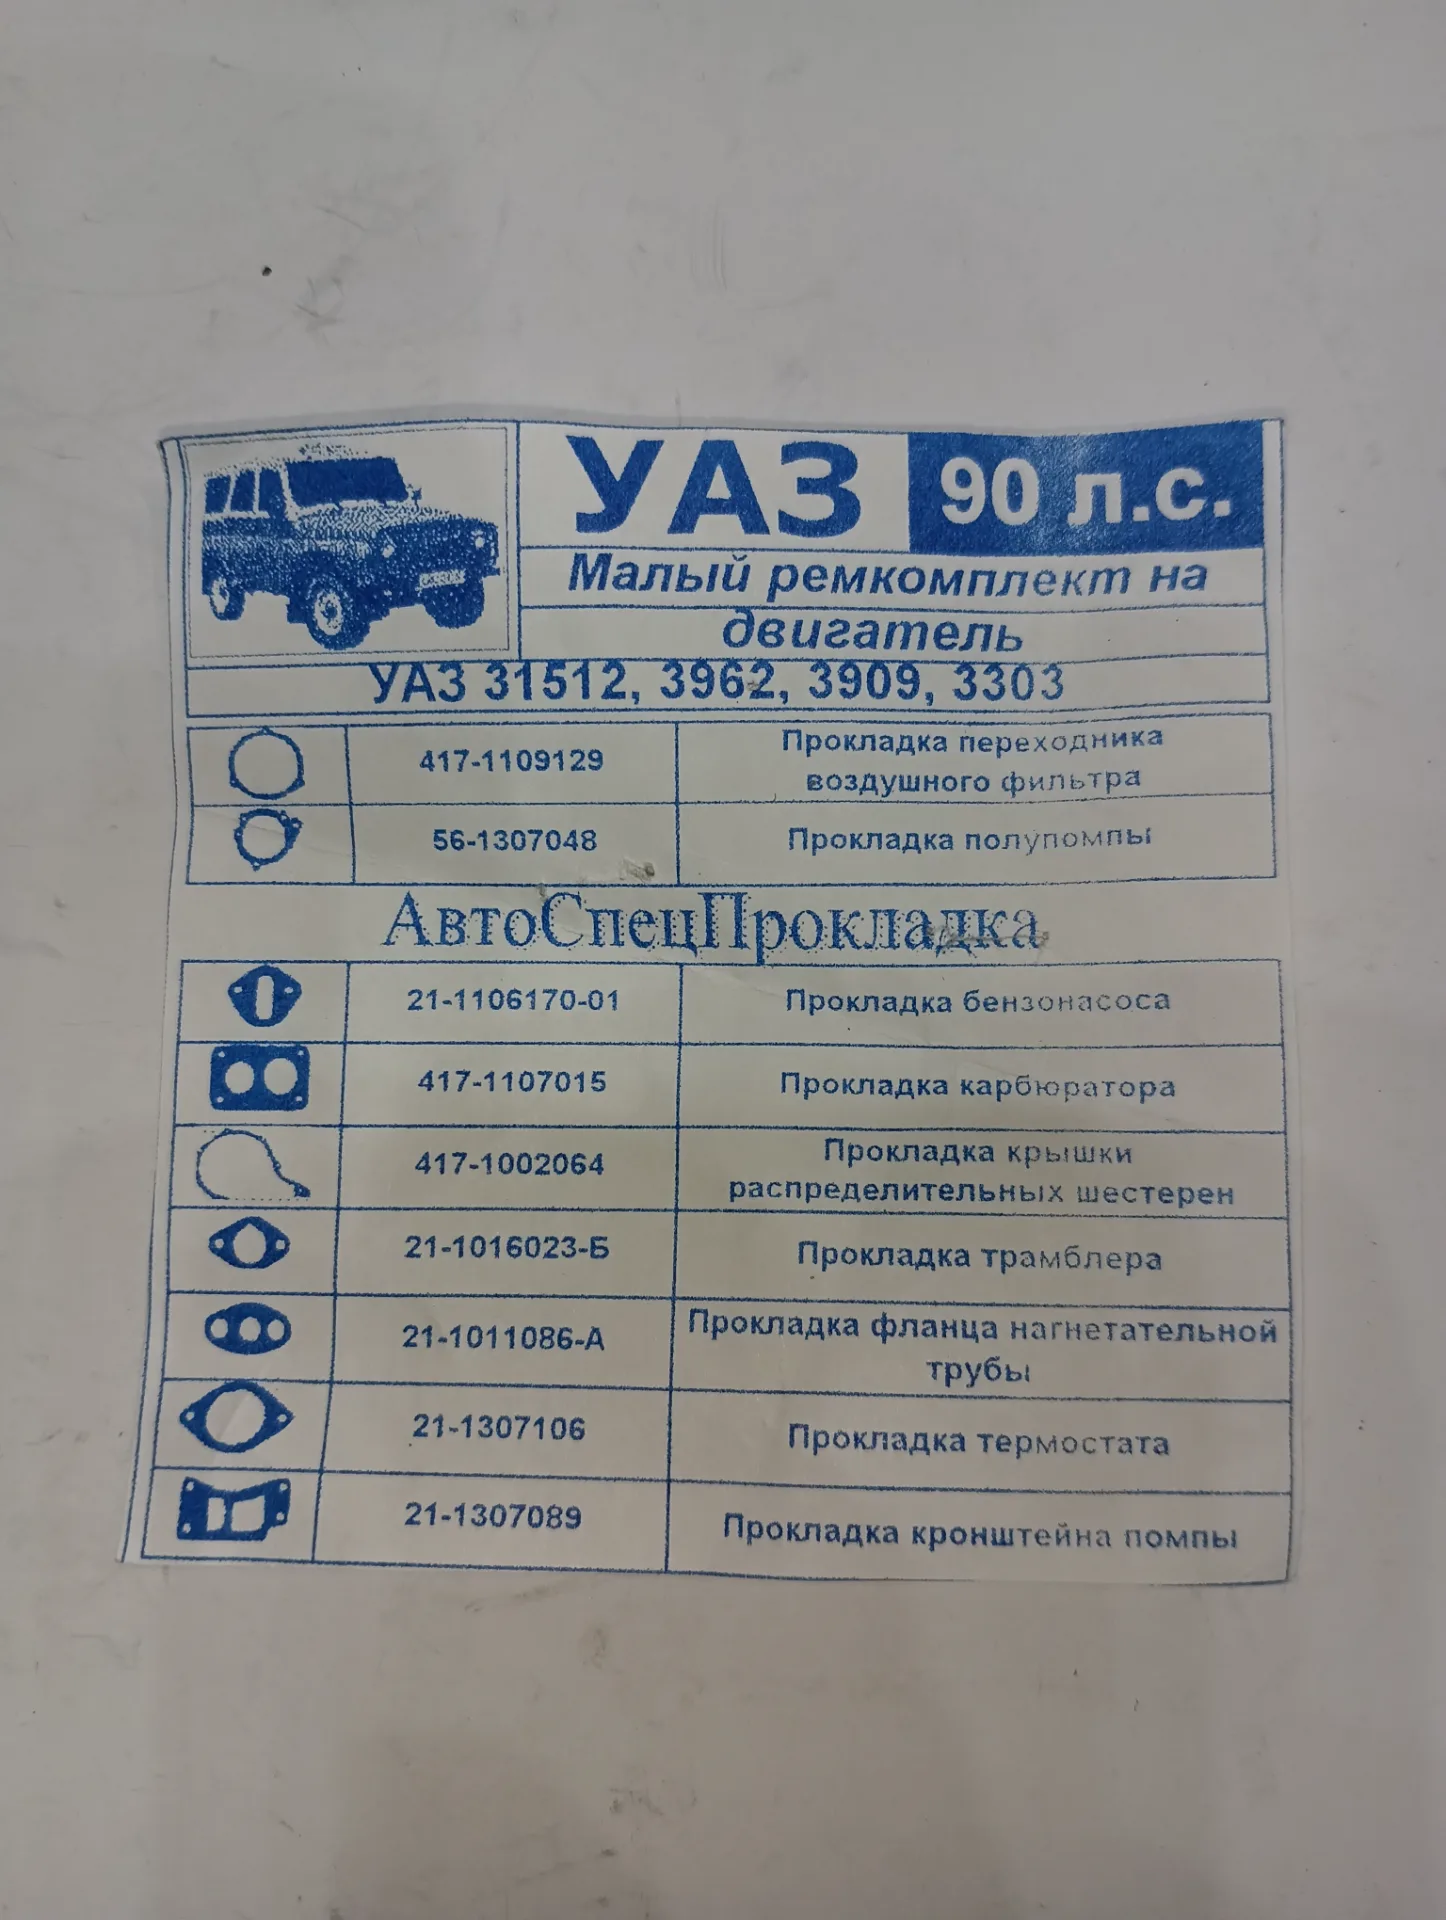 УАЗ 90 л.с.
Малый ремкомплект на
двигатель
УАЗ 31512, 3962, 3909, 3303
417-1109129 Прокладка переходника
воздушного фильтра
56-1307048 Прокладка полупомпы
АвтоСпецПрокладка
21-1106170-01 Прокладка бензонасоса
417-1107015 Прокладка карбюратора
417-1002064 Прокладка крышки
распределительных шестерен
21-1016023-Б Прокладка трамблера
21-1011086-А Прокладка фланца нагнетательной
трубы
21-1307106 Прокладка термостата
21-1307089 Прокладка кронштейна помпы